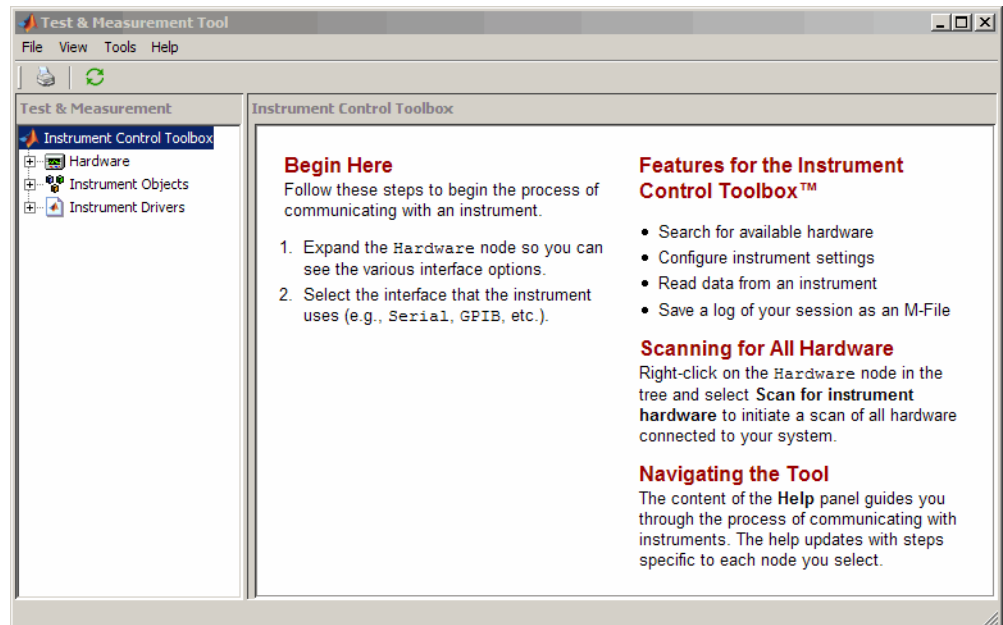 Test & Measurement Tool
File View Tools Help
Test & Measurement
Instrument Control Toolbox
Hardware
Instrument Objects
Instrument Drivers
Instrument Control Toolbox
Begin Here
Follow these steps to begin the process of
communicating with an instrument.
1. Expand the Hardware node so you can
see the various interface options.
2. Select the interface that the instrument
uses (e.g., Serial, GPIB, etc.).
Features for the Instrument
Control Toolbox™
• Search for available hardware
• Configure instrument settings
• Read data from an instrument
• Save a log of your session as an M-File
Scanning for All Hardware
Right-click on the Hardware node in the
tree and select Scan for instrument
hardware to initiate a scan of all hardware
connected to your system.
Navigating the Tool
The content of the Help panel guides you
through the process of communicating with
instruments. The help updates with steps
specific to each node you select.